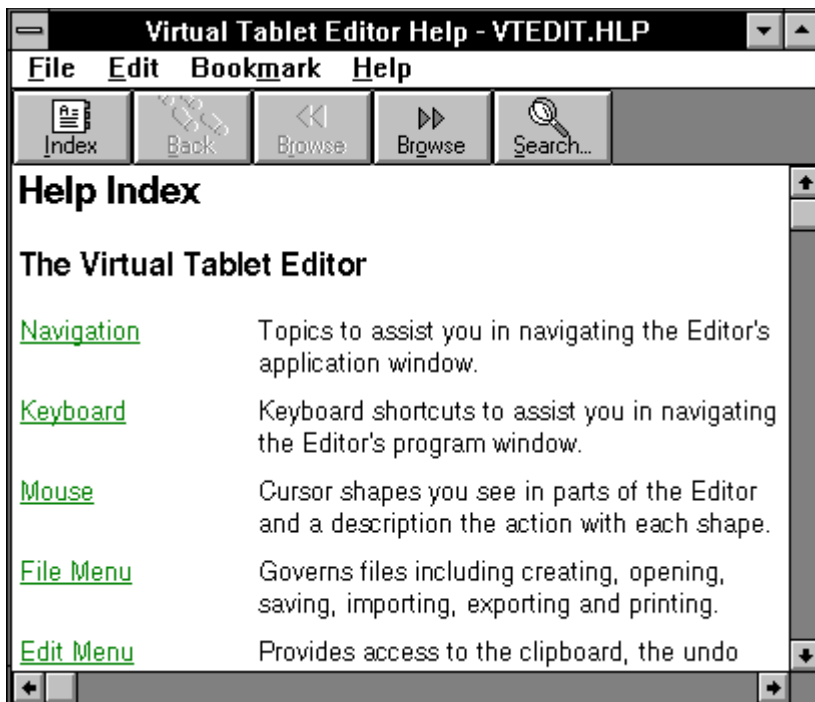 Virtual Tablet Editor Help - VTEDIT.HLP
File Edit Bookmark Help
Index Back Browse Browse Search...
Help Index
The Virtual Tablet Editor
Navigation Topics to assist you in navigating the Editor's
application window.
Keyboard Keyboard shortcuts to assist you in navigating
the Editor's program window.
Mouse Cursor shapes you see in parts of the Editor
and a description the action with each shape.
File Menu Governs files including creating, opening,
saving, importing, exporting and printing.
Edit Menu Provides access to the clipboard, the undo